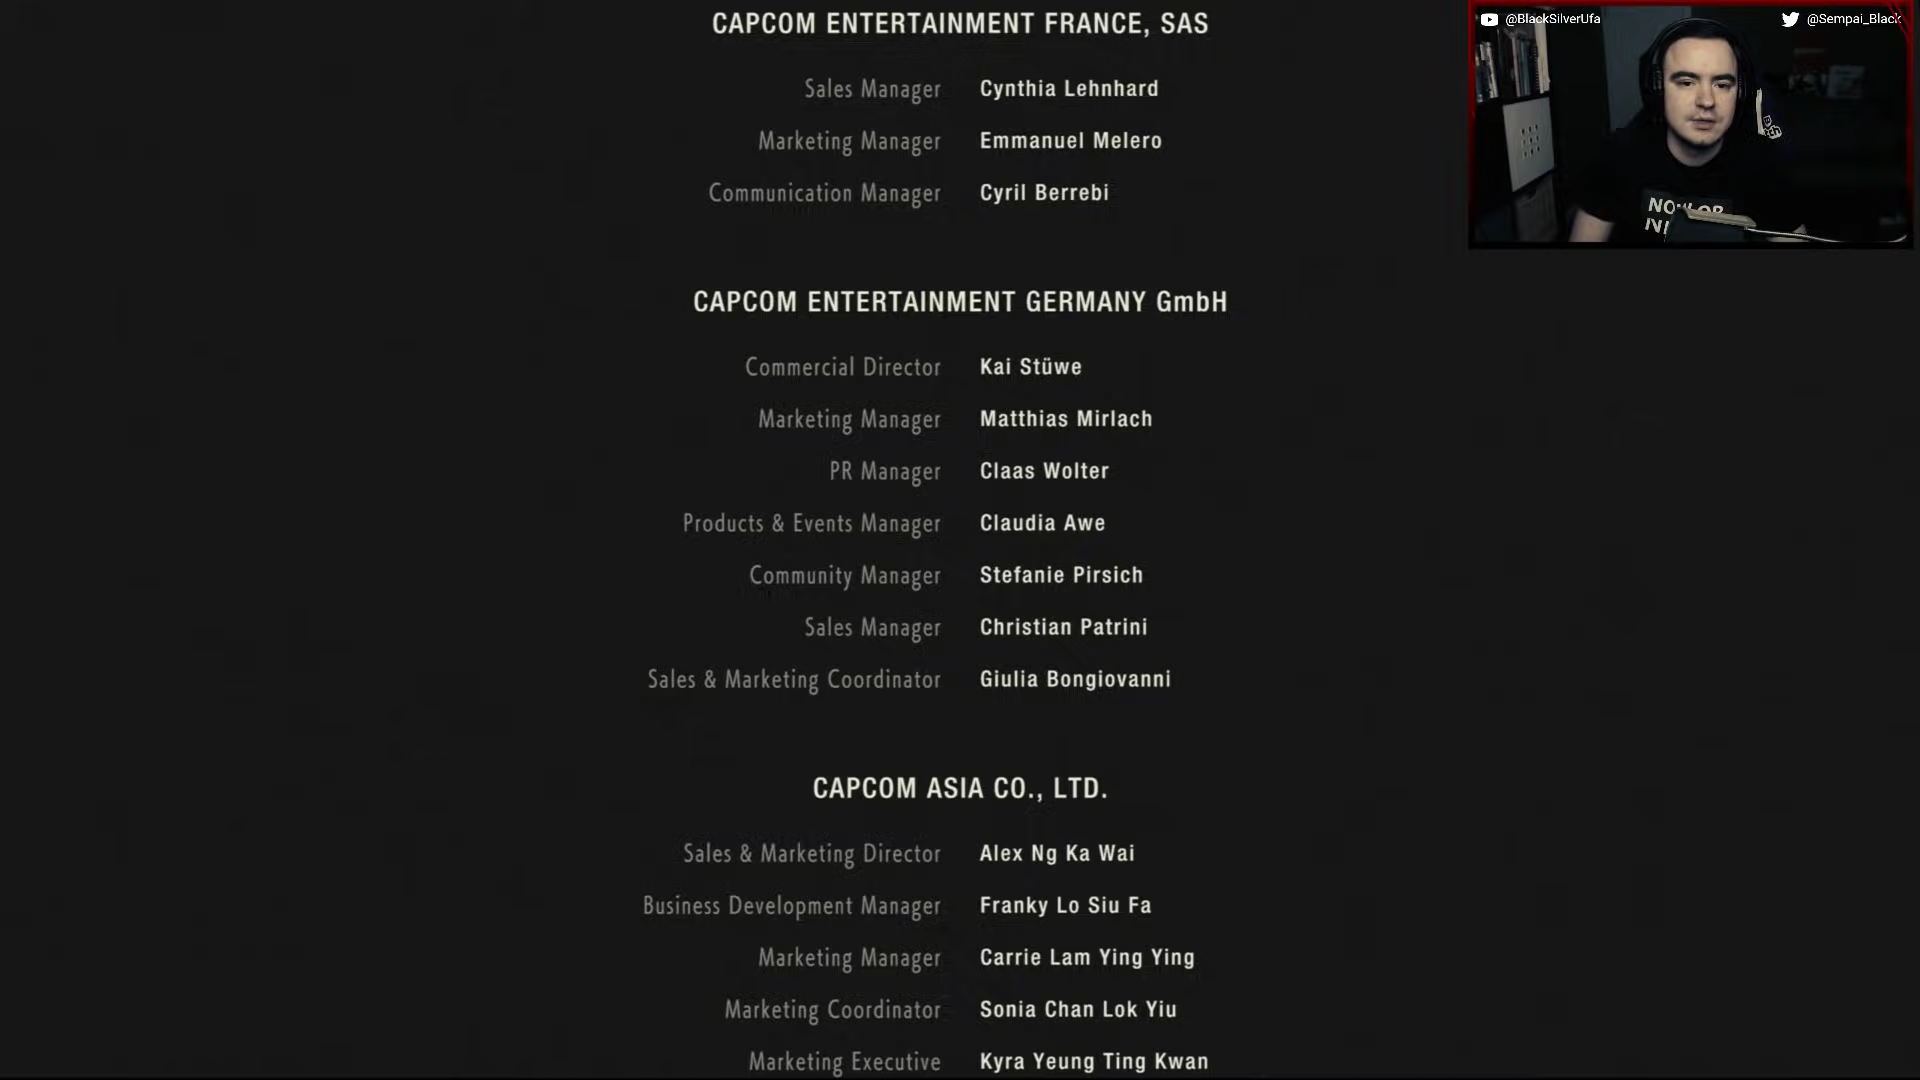 @BlackSilverUfa
@Sempai_Black
CAPCOM ENTERTAINMENT FRANCE, SAS
Sales Manager Cynthia Lehnhard
Marketing Manager Emmanuel Melero
Communication Manager Cyril Berrebi
CAPCOM ENTERTAINMENT GERMANY GmbH
Commercial Director Kai Stüwe
Marketing Manager Matthias Mirlach
PR Manager Claas Wolter
Products & Events Manager Claudia Awe
Community Manager Stefanie Pirsich
Sales Manager Christian Patrini
Sales & Marketing Coordinator Giulia Bongiovanni
CAPCOM ASIA CO., LTD.
Sales & Marketing Director Alex Ng Ka Wai
Business Development Manager Franky Lo Siu Fa
Marketing Manager Carrie Lam Ying Ying
Marketing Coordinator Sonia Chan Lok Yiu
Marketing Executive Kyra Yeung Ting Kwan